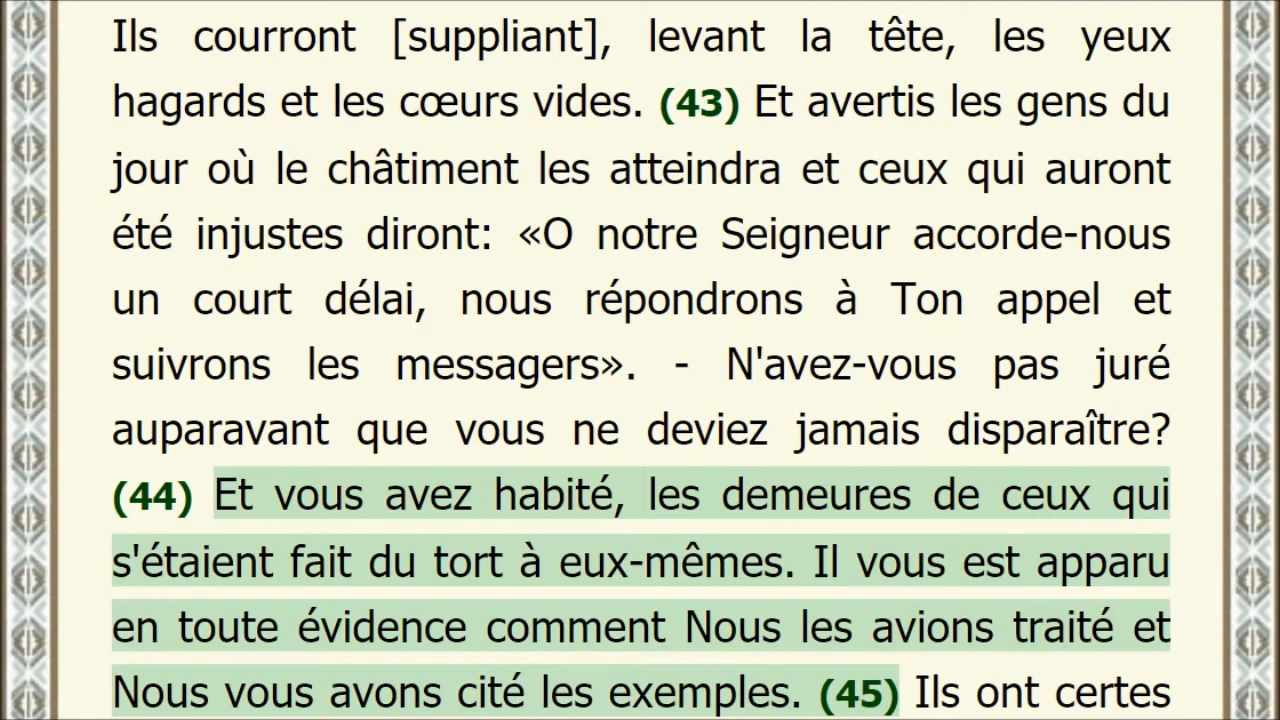 Ils courront [suppliant], levant la tête, les yeux
hagards et les cœurs vides. (43) Et avertis les gens du
jour où le châtiment les atteindra et ceux qui auront
été injustes diront: «O notre Seigneur accorde-nous
un court délai, nous répondrons à Ton appel et
suivrons les messagers». - N'avez-vous pas juré
auparavant que vous ne deviez jamais disparaître?
(44) Et vous avez habité, les demeures de ceux qui
s'étaient fait du tort à eux-mêmes. Il vous est apparu
en toute évidence comment Nous les avions traité et
Nous vous avons cité les exemples. (45) Ils ont certes